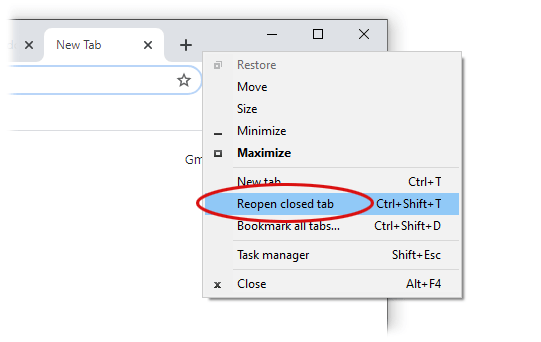 New Tab
Gm
Restore
Move
Size
Minimize
Maximize
New tab Ctrl+T
Reopen closed tab Ctrl+Shift+T
Bookmark all tabs... Ctrl+Shift+D
Task manager Shift+Esc
Close Alt+F4